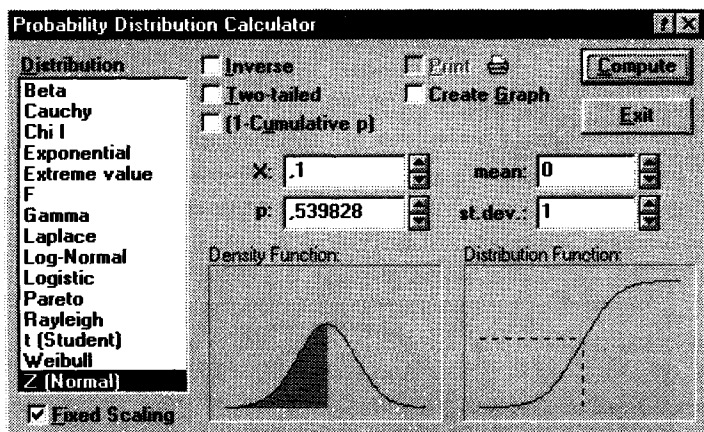 Probability Distribution Calculator
Distribution
Beta
Cauchy
Chi I
Exponential
Extreme value
F
Gamma
Laplace
Log-Normal
Logistic
Pareto
Rayleigh
t (Student)
Weibull
Z (Normal)
Fixed Scaling
Inverse
Two-tailed
(1-Cumulative p)
Print
Create Graph
Compute
Exit
X: ,1
p: ,539828
mean: 0
st.dev.: 1
Density Function:
Distribution Function: